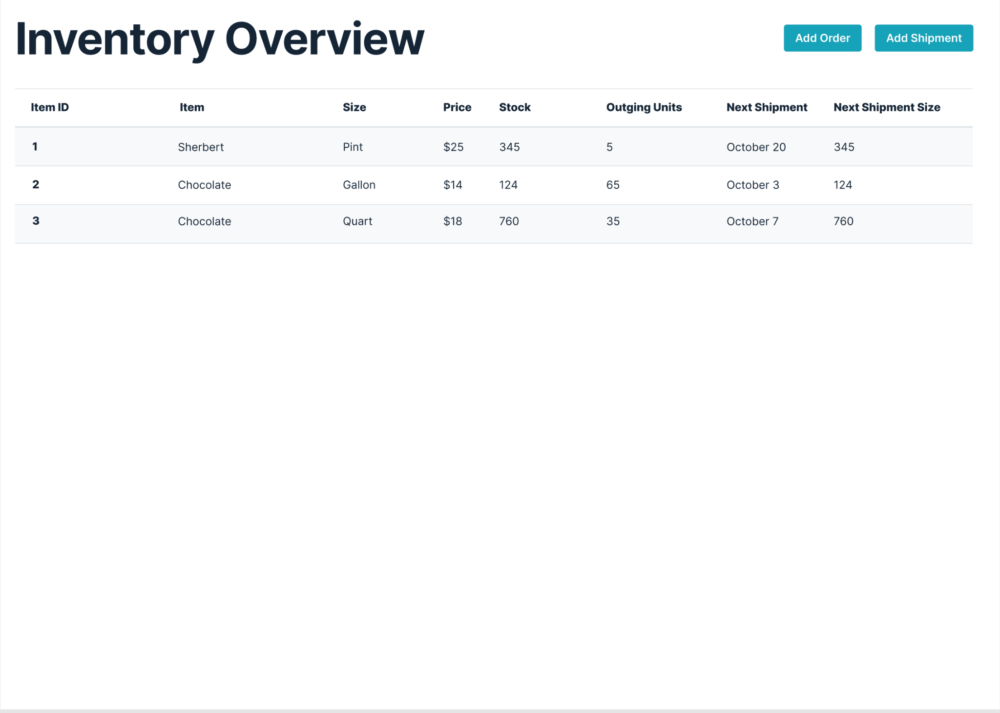 Inventory Overview
Add Order
Add Shipment
Item ID Item Size Price Stock Outging Units Next Shipment Next Shipment Size
1 Sherbert Pint $25 345 5 October 20 345
2 Chocolate Gallon $14 124 65 October 3 124
3 Chocolate Quart $18 760 35 October 7 760